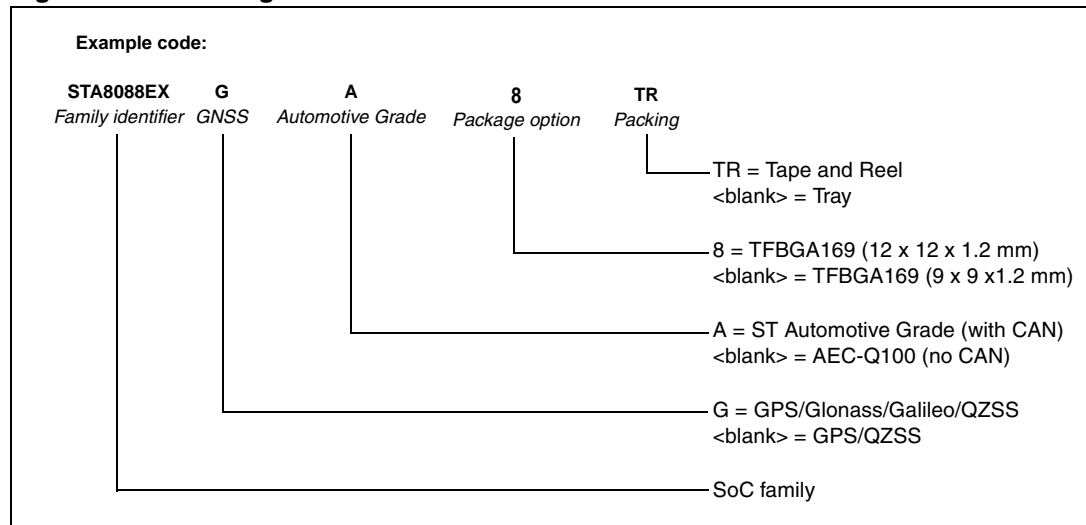 Example code:
STA8088EX G A 8 TR
Family identifier GNSS Automotive Grade Package option Packing
TR = Tape and Reel
<blank> = Tray
8 = TFBGA169 (12 x 12 x 1.2 mm)
<blank> = TFBGA169 (9 x 9 x1.2 mm)
A = ST Automotive Grade (with CAN)
<blank> = AEC-Q100 (no CAN)
G = GPS/Glonass/Galileo/QZSS
<blank> = GPS/QZSS
SoC family